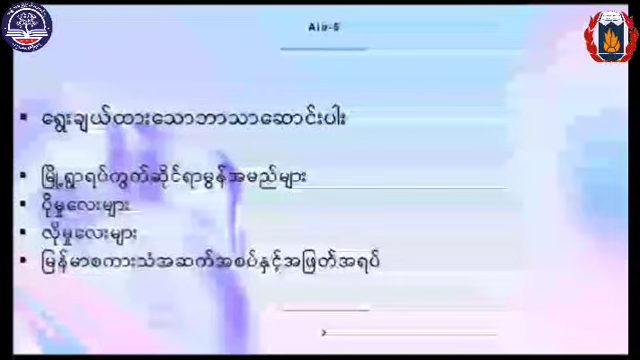 ရွေးချယ်ထားသောဘာသာဆောင်းပါး
မြို့ရွာရပ်ကွက်ဆိုင်ရာမွန်အမည်များ
ပိုမှုလေးများ
လိုမှုလေးများ
မြန်မာစကားသံအဆက်အစပ်နှင့်အဖြတ်အရပ်